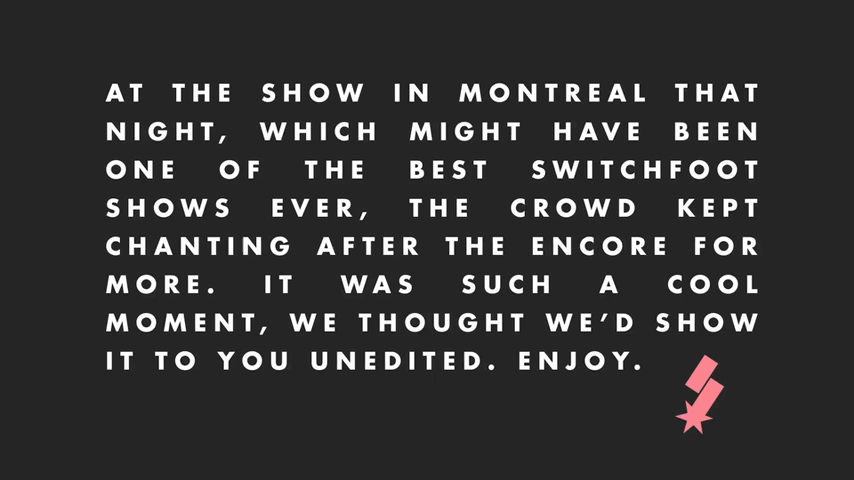 AT THE SHOW IN MONTREAL THAT
NIGHT, WHICH MIGHT HAVE BEEN
ONE OF THE BEST SWITCHFOOT
SHOWS EVER, THE CROWD KEPT
CHANTING AFTER THE ENCORE FOR
MORE. IT WAS SUCH A COOL
MOMENT, WE THOUGHT WE’D SHOW
IT TO YOU UNEDITED. ENJOY.